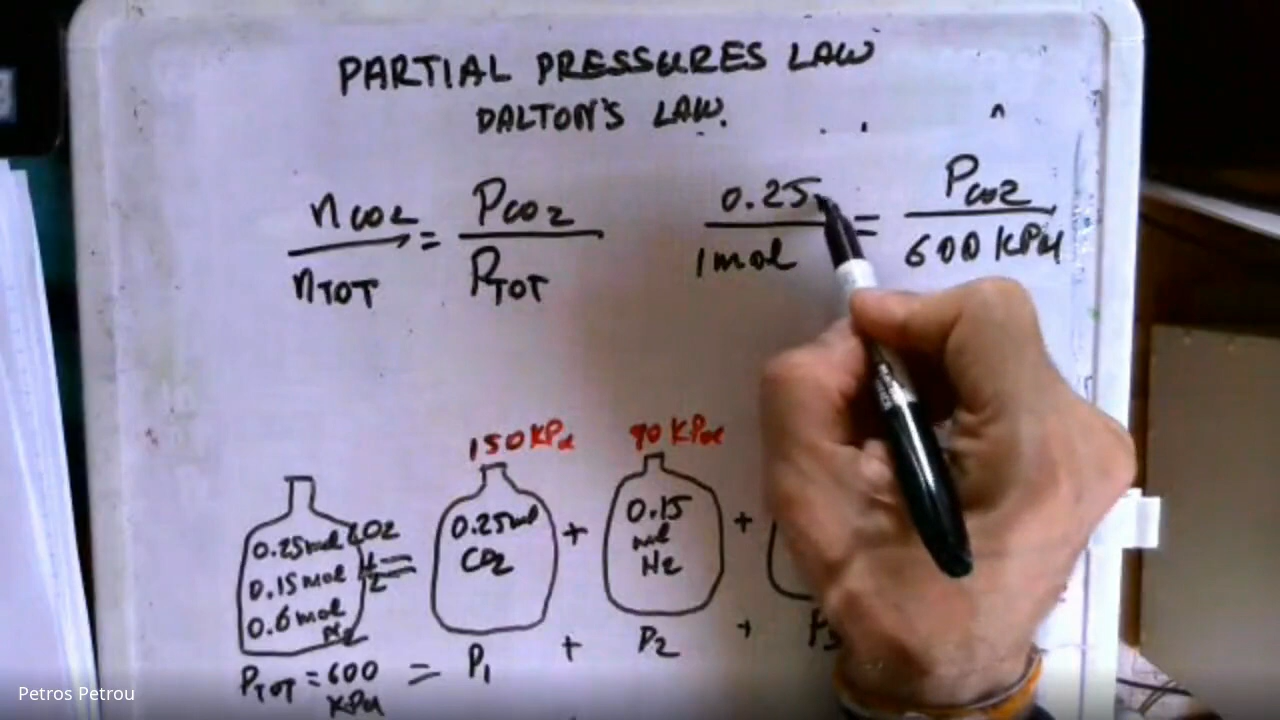 PARTIAL PRESSURES LAW
DALTON'S LAW.
nCO2 / nTOT = PCO2 / PTOT
0.25 / 1mol = PCO2 / 600 KPa
150 KPa 90 KPa
0.25mol CO2
0.15 mol H2
0.6 mol N2
=
0.25mol
CO2
+
0.15
mol
H2
+
PTOT = 600
KPa
= P1 + P2 + P3
Petros Petrou